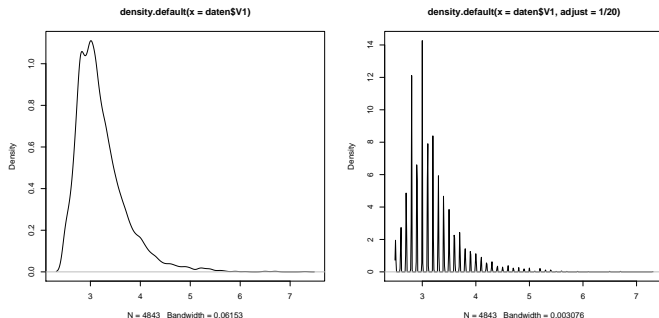 density.default(x = daten$V1)
Density
0.0
0.2
0.4
0.6
0.8
1.0
3 4 5 6 7
N = 4843 Bandwidth = 0.06153
density.default(x = daten$V1, adjust = 1/20)
Density
0
2
4
6
8
10
12
14
3 4 5 6 7
N = 4843 Bandwidth = 0.003076